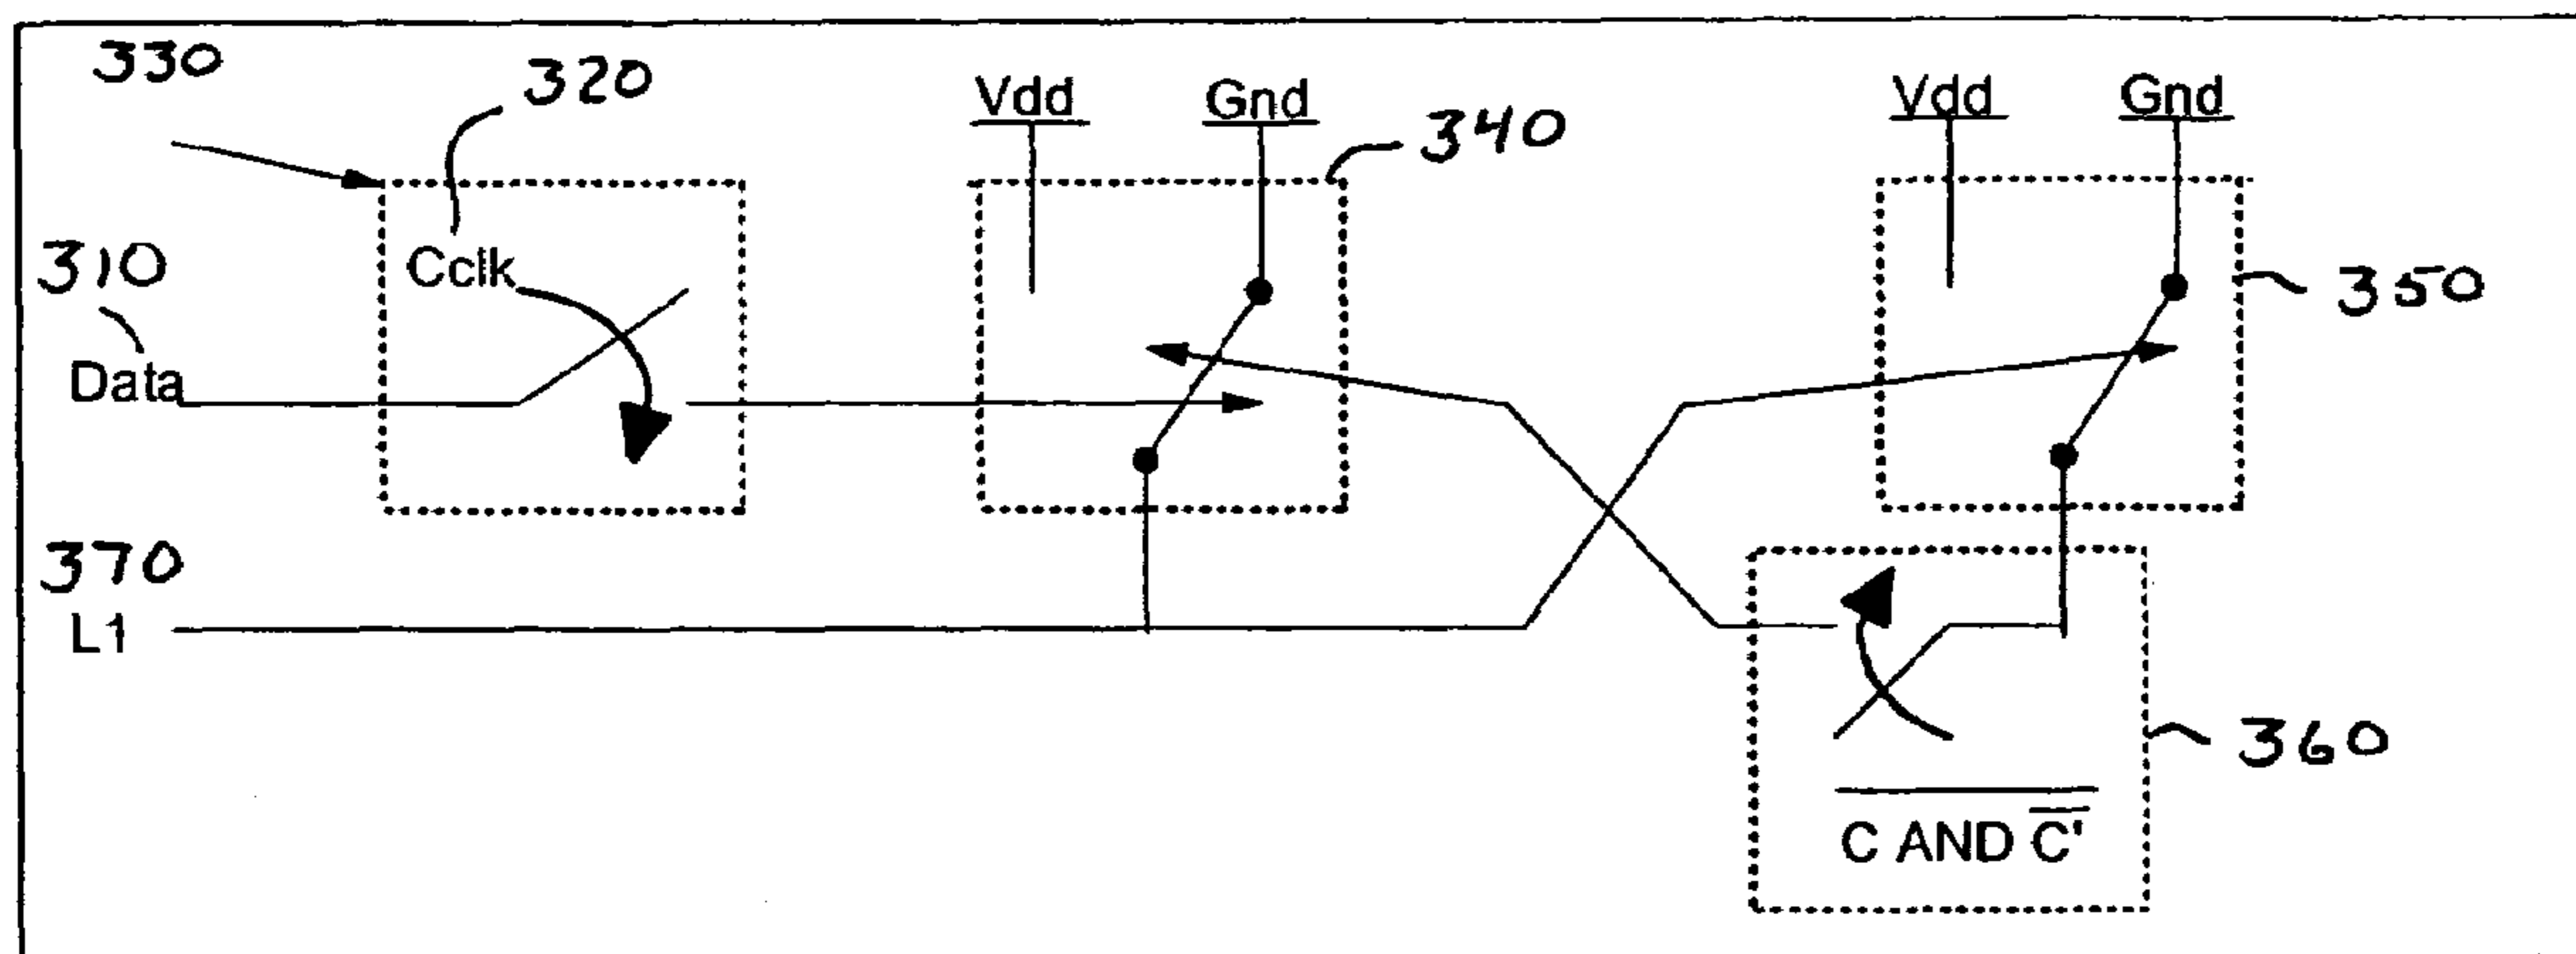 330
320
Vdd
Gnd
340
Vdd
Gnd
310
Cclk
350
Data
370
L1
360
C AND C̅'̅